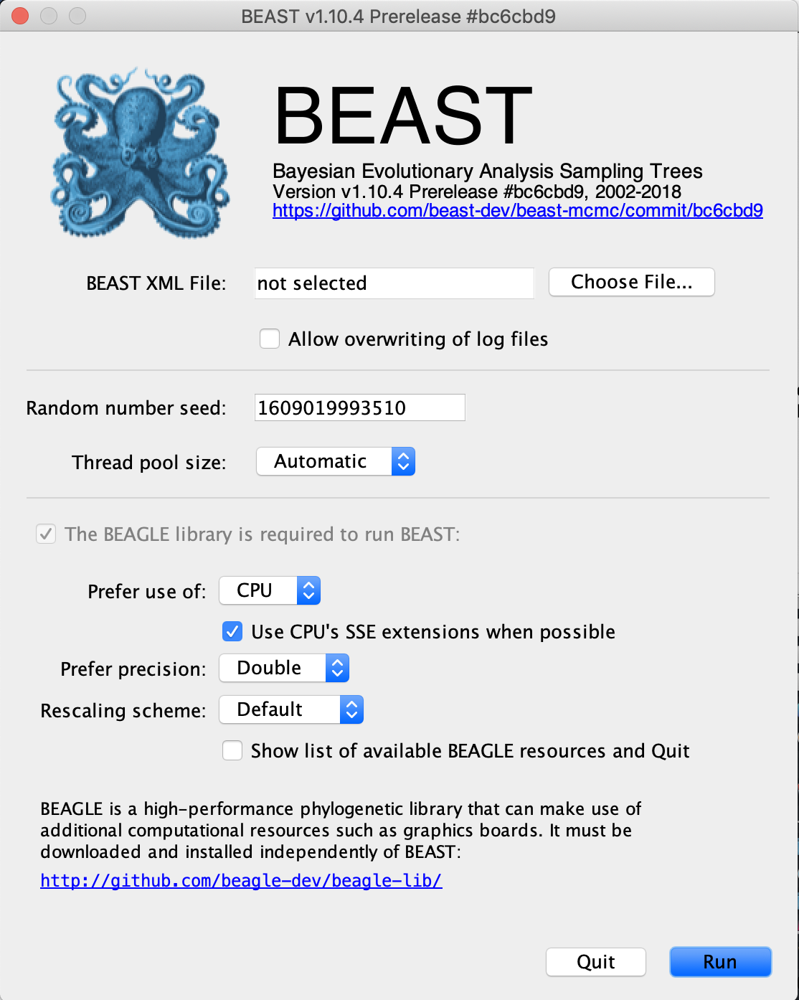 BEAST v1.10.4 Prerelease #bc6cbd9
BEAST
Bayesian Evolutionary Analysis Sampling Trees
Version v1.10.4 Prerelease #bc6cbd9, 2002-2018
https://github.com/beast-dev/beast-mcmc/commit/bc6cbd9
BEAST XML File: not selected Choose File...
Allow overwriting of log files
Random number seed: 1609019993510
Thread pool size: Automatic
The BEAGLE library is required to run BEAST:
Prefer use of: CPU
Use CPU's SSE extensions when possible
Prefer precision: Double
Rescaling scheme: Default
Show list of available BEAGLE resources and Quit
BEAGLE is a high-performance phylogenetic library that can make use of
additional computational resources such as graphics boards. It must be
downloaded and installed independently of BEAST:
http://github.com/beagle-dev/beagle-lib/
Quit Run